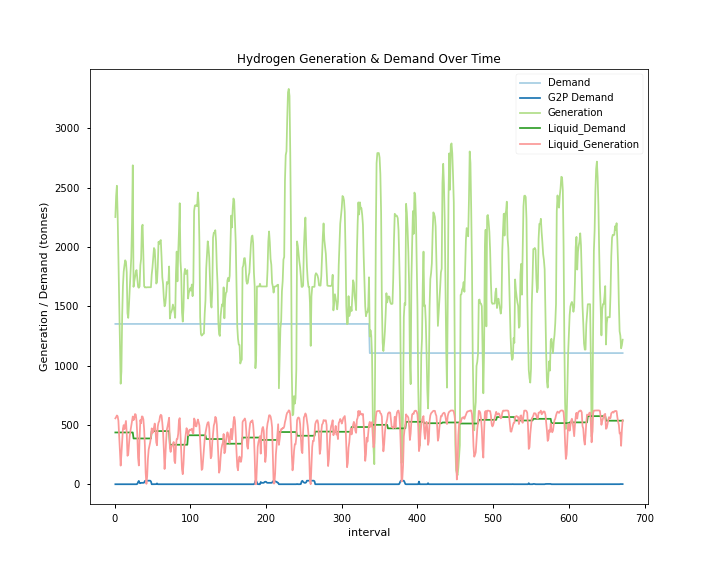 Hydrogen Generation & Demand Over Time
Demand
G2P Demand
Generation
Liquid_Demand
Liquid_Generation
Generation / Demand (tonnes)
3000
2500
2000
1500
1000
500
0
0 100 200 300 400 500 600 700
interval